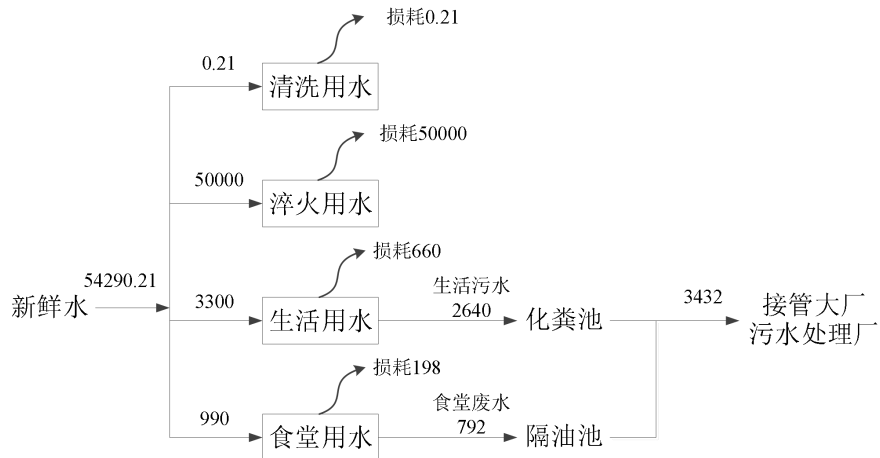 损耗0.21
0.21
清洗用水
损耗50000
50000
淬火用水
损耗660
54290.21
新鲜水
3300
生活用水
生活污水
2640
化粪池
3432
接管大厂
污水处理厂
损耗198
990
食堂用水
食堂废水
792
隔油池